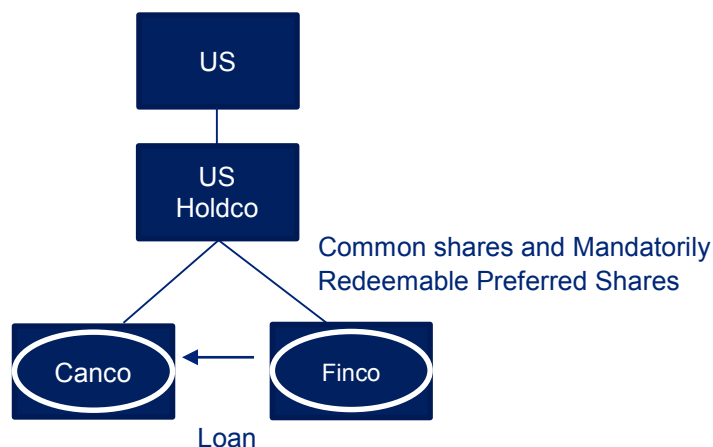 US
US
Holdco
Common shares and Mandatorily
Redeemable Preferred Shares
Canco
Finco
Loan